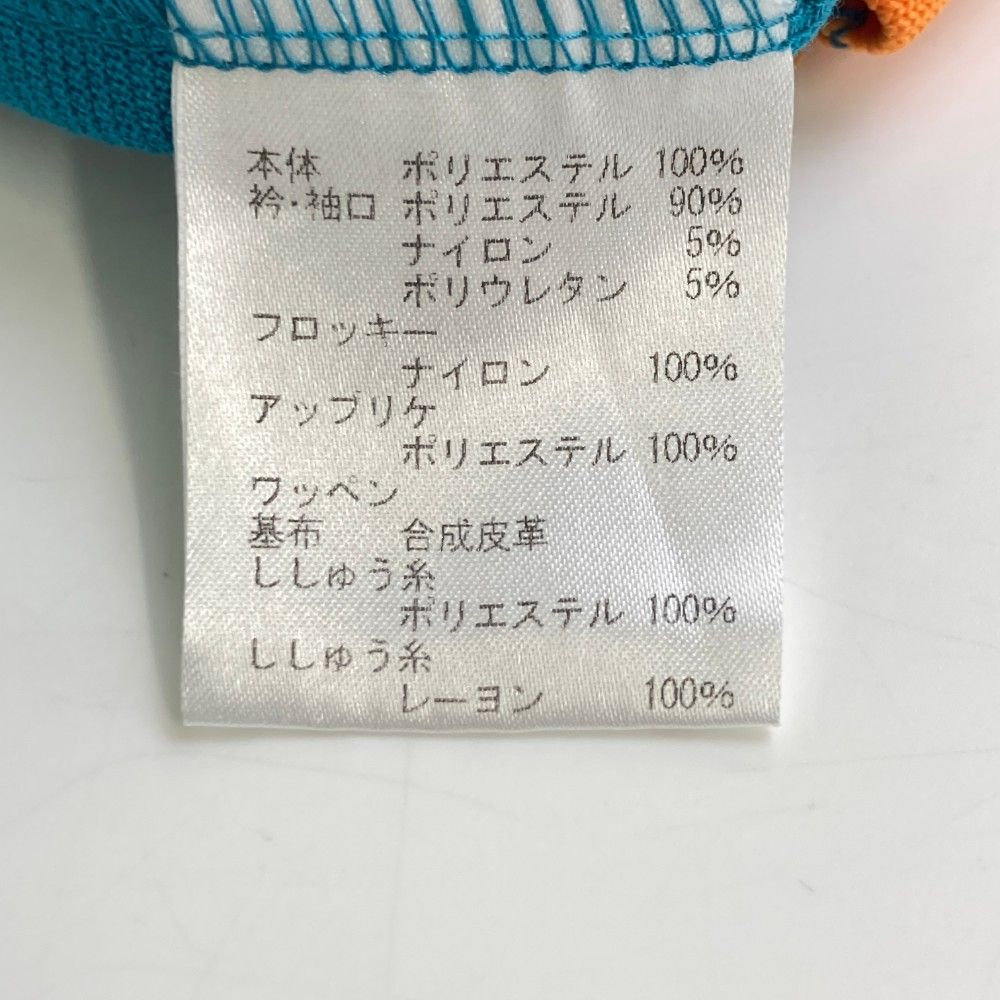 本体 ポリエステル 100%
衿・袖口 ポリエステル 90%
ナイロン 5%
ポリウレタン 5%
フロッキー
ナイロン 100%
アップリケ
ポリエステル 100%
ワッペン
基布 合成皮革
ししゅう糸
ポリエステル 100%
ししゅう糸
レーヨン 100%